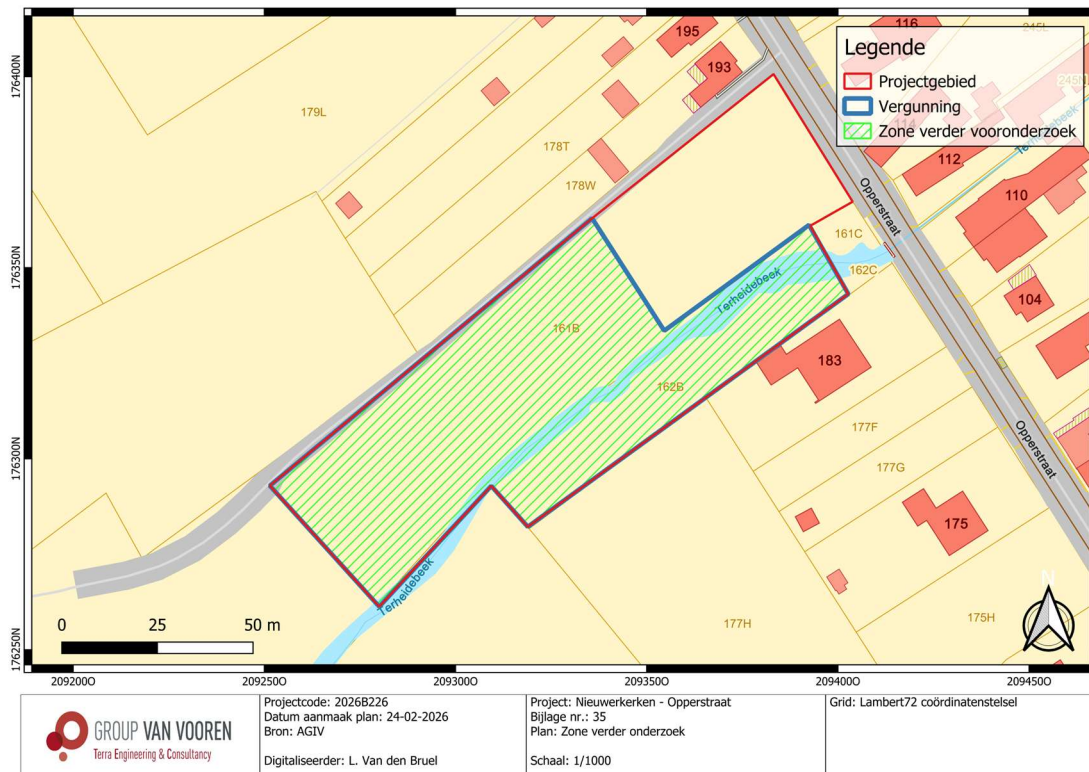 Legende
Projectgebied
Vergunning
Zone verder vooronderzoek
176400N
176350N
176300N
176250N
195
193
116
245L
245M
114
112
110
104
179L
178T
178W
161C
162C
161B
162B
183
177F
177G
175
177H
175H
Opperstraat
Opperstraat
Terheidebeek
Terheidebeek
Terheidebeek
N
0 25 50 m
209200O 209250O 209300O 209350O 209400O 209450O
GROUP VAN VOOREN
Terra Engineering & Consultancy
Projectcode: 2026B226
Datum aanmaak plan: 24-02-2026
Bron: AGIV
Digitaliseerder: L. Van den Bruel
Project: Nieuwerkerken - Opperstraat
Bijlage nr.: 35
Plan: Zone verder onderzoek
Schaal: 1/1000
Grid: Lambert72 coördinatenstelsel